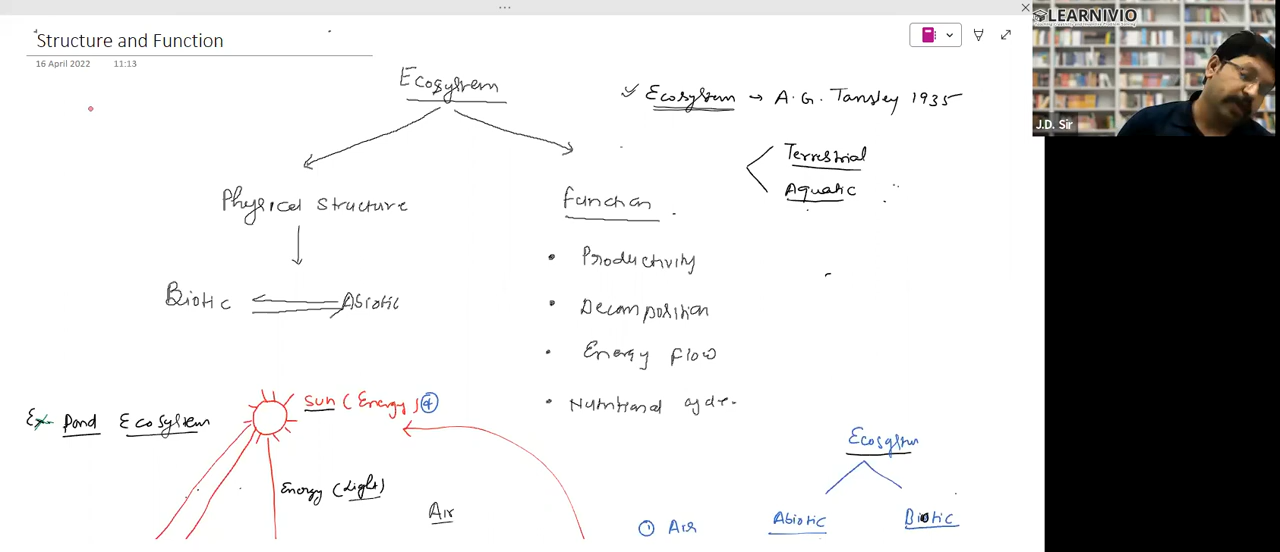 Structure and Function
16 April 2022 11:13
LEARNIVIO
J.D. Sir
Ecosystem
Ecosystem → A.G. Tansley 1935
Terrestrial
Aquatic
Physical Structure
Function
Biotic
Abiotic
• Productivity
• Decomposition
• Energy flow
• Nutritional
Ex- Pond Ecosystem
Sun (Energy) 4
Energy (Light)
Air
Ecosystem
Abiotic
Biotic
① Air